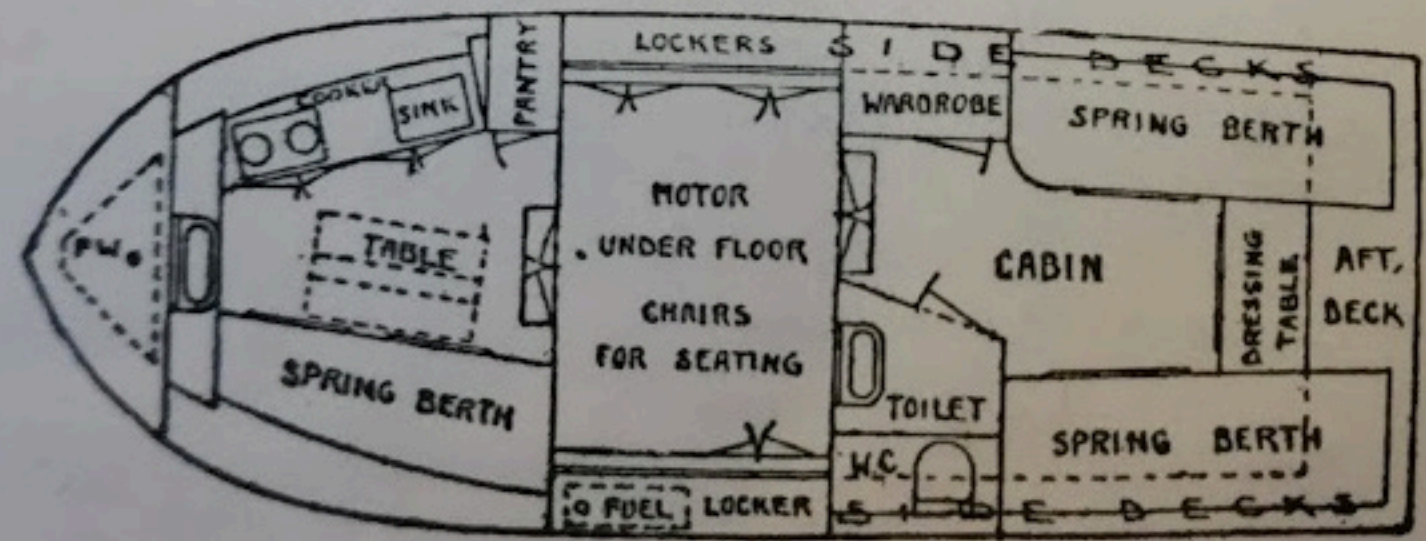 PANTRY
LOCKERS
SIDE DECKS
COOKER
SINK
WARDROBE
SPRING BERTH
MOTOR
UNDER FLOOR
CHAIRS
FOR SEATING
F.W.
TABLE
CABIN
DRESSING
TABLE
AFT.
DECK
SPRING BERTH
TOILET
SPRING BERTH
W.C.
FUEL LOCKER
SIDE DECKS